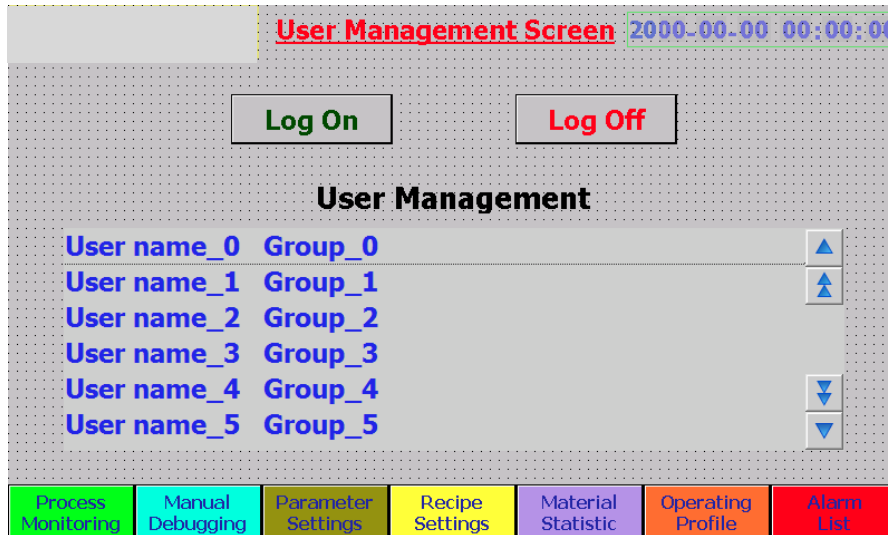 User Management Screen 2000-00-00 00:00:00
Log On Log Off
User Management
User name_0 Group_0
User name_1 Group_1
User name_2 Group_2
User name_3 Group_3
User name_4 Group_4
User name_5 Group_5
Process Monitoring
Manual Debugging
Parameter Settings
Recipe Settings
Material Statistic
Operating Profile
Alarm List